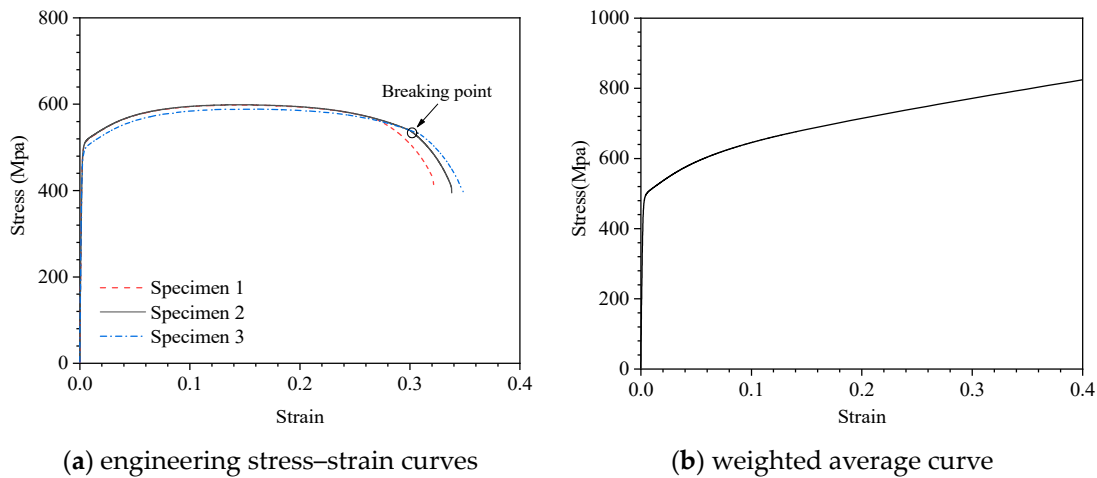 800
600
400
200
0
Stress (Mpa)
Breaking point
Specimen 1
Specimen 2
Specimen 3
0.0 0.1 0.2 0.3 0.4
Strain
(a) engineering stress–strain curves
1000
800
600
400
200
0
Stress(Mpa)
0.0 0.1 0.2 0.3 0.4
Strain
(b) weighted average curve